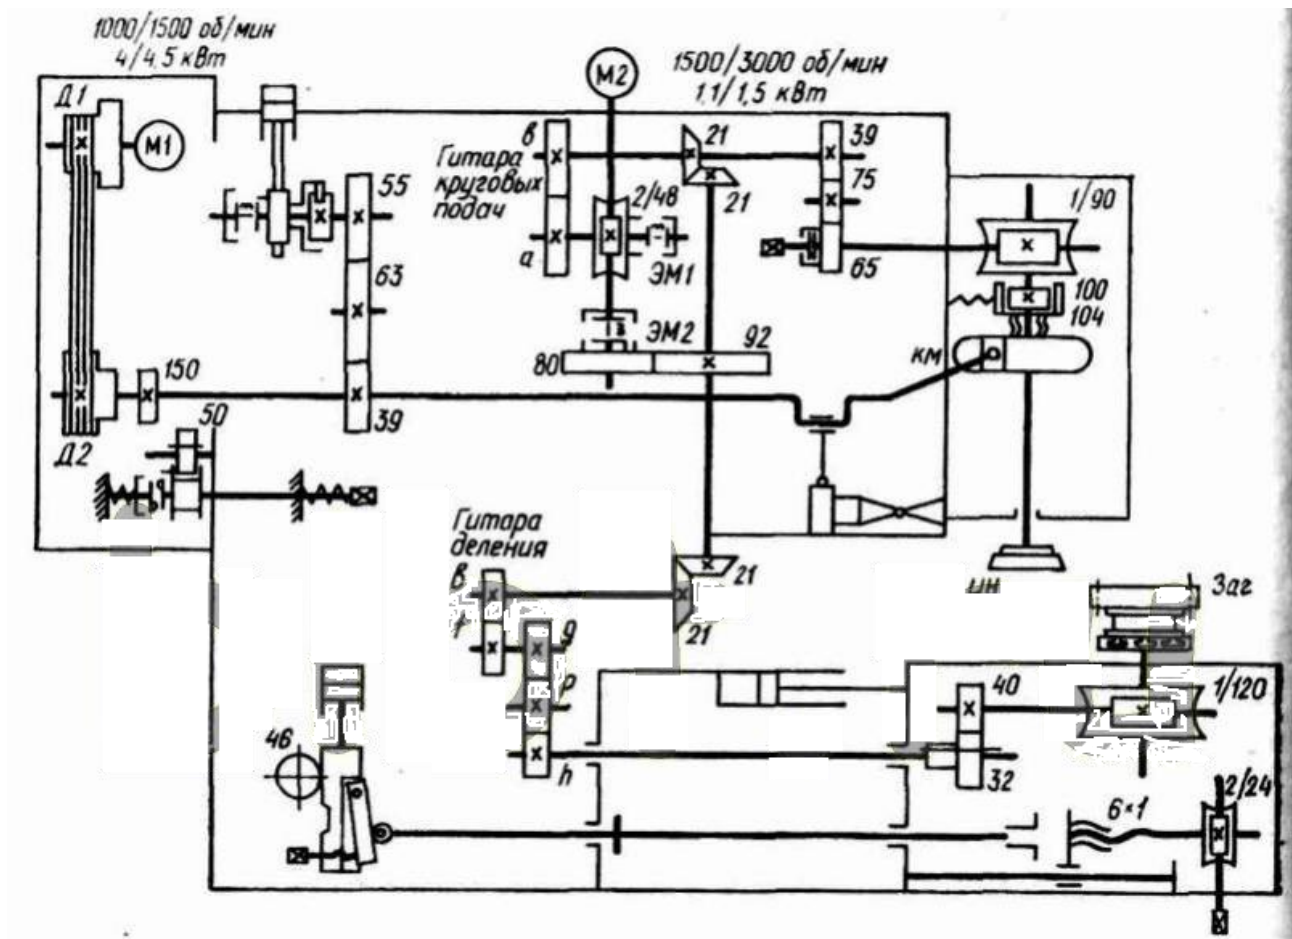 1000/1500 об/мин
4/4,5 кВт
Д1
М1
М2
1500/3000 об/мин
1,1/1,5 кВт
в
21
39
Гитара
круговых
подач
55
2/48
21
75
1/90
а
ЭМ1
65
63
100
104
ЭМ2
80
92
км
150
50
39
Д2
Гитара
деления
в
21
21
Заг
f
g
р
40
1/120
46
h
32
6×1
2/24